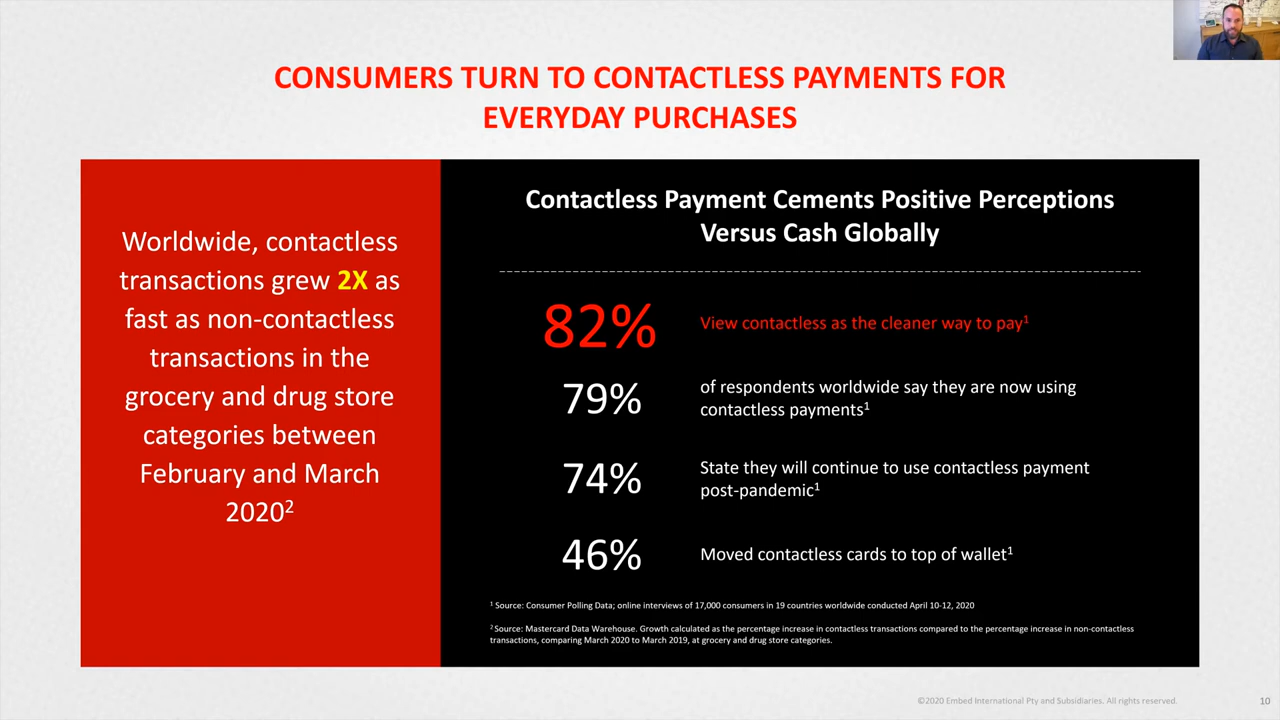 CONSUMERS TURN TO CONTACTLESS PAYMENTS FOR
EVERYDAY PURCHASES
Worldwide, contactless
transactions grew 2X as
fast as non-contactless
transactions in the
grocery and drug store
categories between
February and March
2020²
Contactless Payment Cements Positive Perceptions
Versus Cash Globally
82%
View contactless as the cleaner way to pay¹
79%
of respondents worldwide say they are now using
contactless payments¹
74%
State they will continue to use contactless payment
post-pandemic¹
46%
Moved contactless cards to top of wallet¹
¹ Source: Consumer Polling Data; online interviews of 17,000 consumers in 19 countries worldwide conducted April 10-12, 2020
² Source: Mastercard Data Warehouse. Growth calculated as the percentage increase in contactless transactions compared to the percentage increase in non-contactless
transactions, comparing March 2020 to March 2019, at grocery and drug store categories.
©2020 Embed International Pty and Subsidiaries. All rights reserved.
10